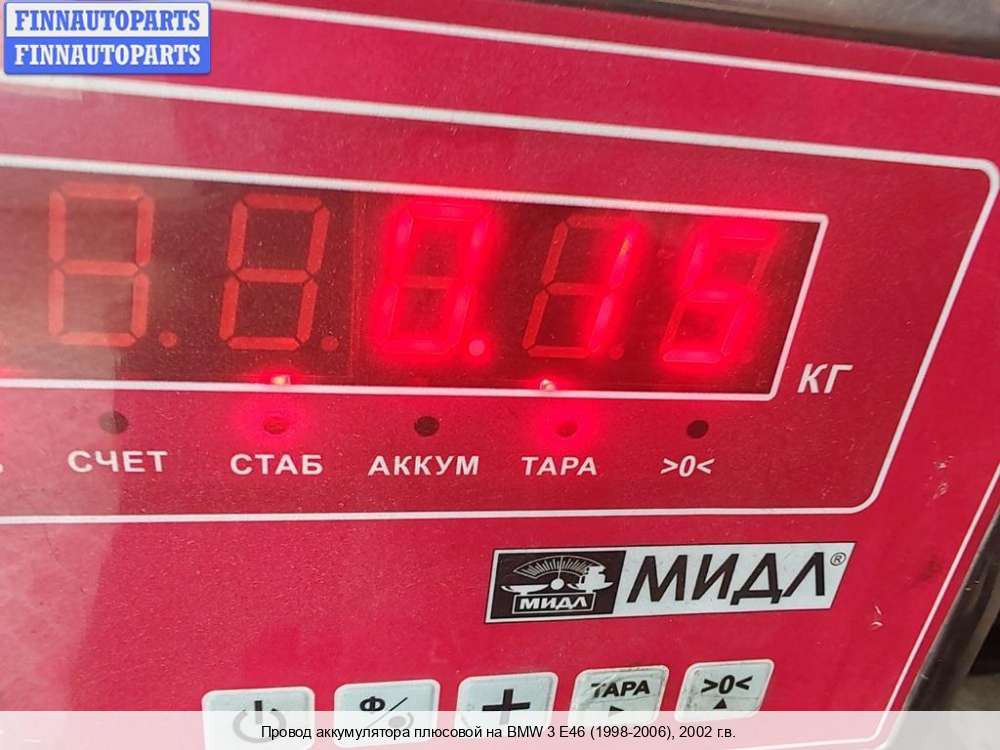 FINNAUTOPARTS
FINNAUTOPARTS
0.15
КГ
СЧЕТ СТАБ АККУМ ТАРА >0<
МИДЛ МИДЛ®
Ф ТАРА >0<
Провод аккумулятора плюсовой на BMW 3 E46 (1998-2006), 2002 г.в.